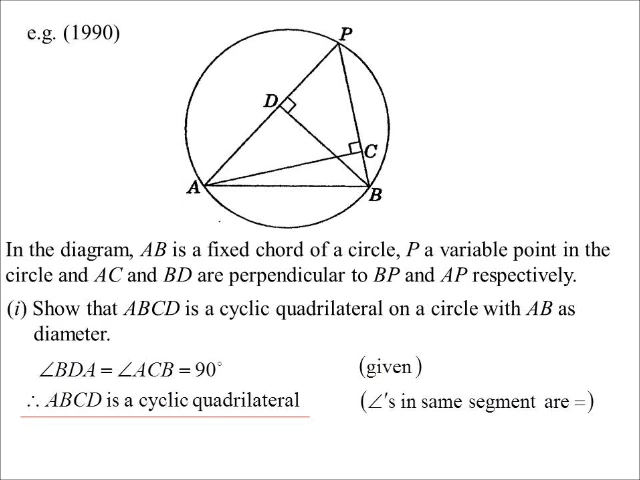 e.g. (1990)
P
D
C
A
B
In the diagram, AB is a fixed chord of a circle, P a variable point in the
circle and AC and BD are perpendicular to BP and AP respectively.
(i) Show that ABCD is a cyclic quadrilateral on a circle with AB as
diameter.
∠BDA = ∠ACB = 90° (given)
∴ ABCD is a cyclic quadrilateral (∠'s in same segment are =)